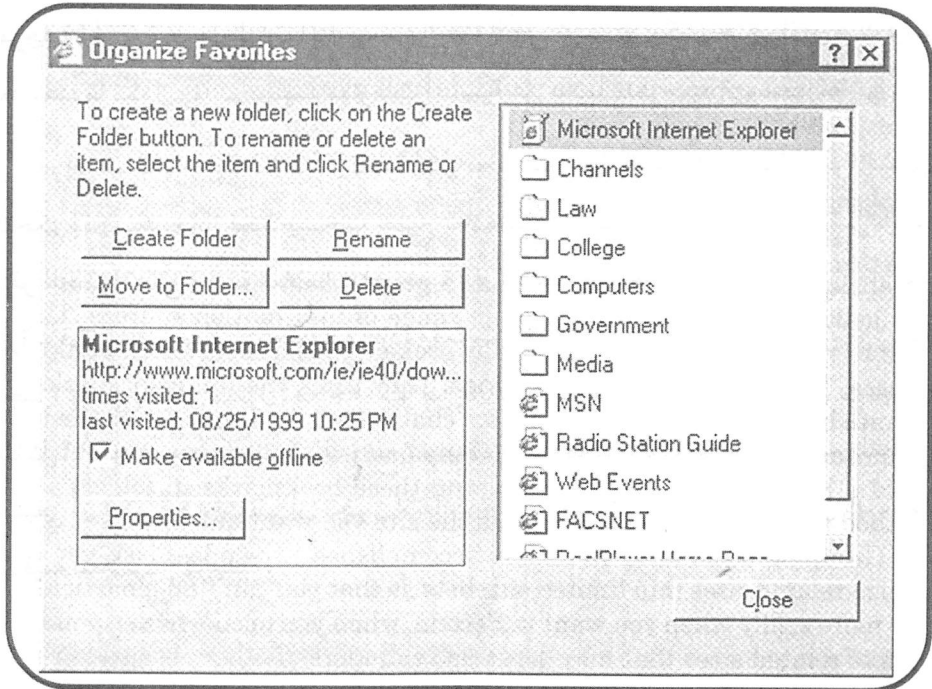 Organize Favorites
To create a new folder, click on the Create
Folder button. To rename or delete an
item, select the item and click Rename or
Delete.
Create Folder
Rename
Move to Folder...
Delete
Microsoft Internet Explorer
http://www.microsoft.com/ie/ie40/dow...
times visited: 1
last visited: 08/25/1999 10:25 PM
Make available offline
Properties...
Microsoft Internet Explorer
Channels
Law
College
Computers
Government
Media
MSN
Radio Station Guide
Web Events
FACSNET
RealPlayer Home Page
Close